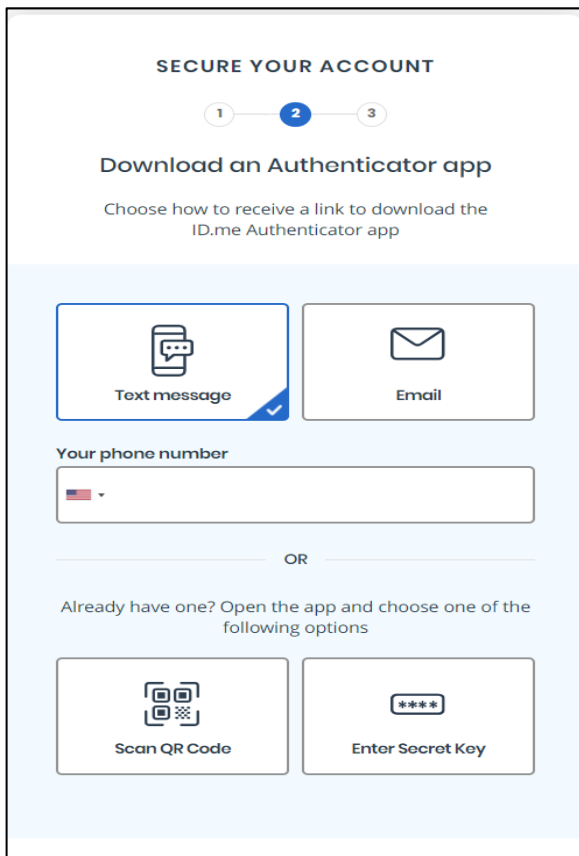 SECURE YOUR ACCOUNT
1 2 3
Download an Authenticator app
Choose how to receive a link to download the
ID.me Authenticator app
Text message Email
Your phone number
OR
Already have one? Open the app and choose one of the
following options
****
Scan QR Code Enter Secret Key